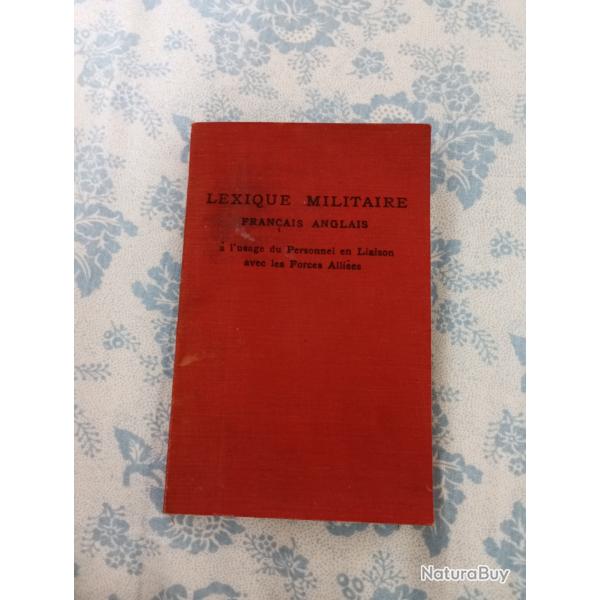 LEXIQUE MILITAIRE
FRANÇAIS ANGLAIS
à l'usage du Personnel en Liaison
avec les Forces Alliées
NaturaBuy